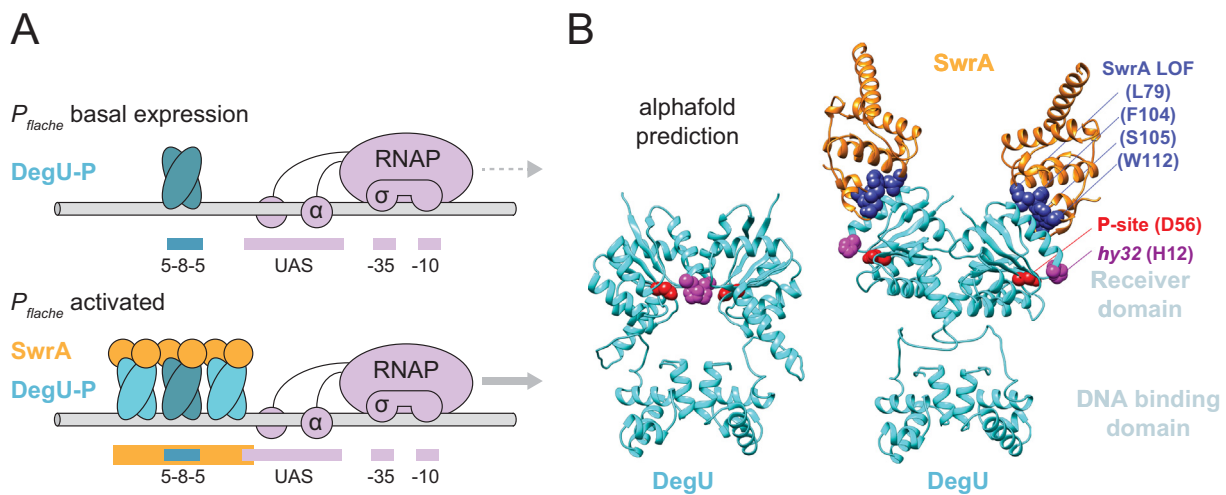 A
P_flache basal expression
DegU-P
RNAP
σ
α
5-8-5
UAS
-35
-10
P_flache activated
SwrA
DegU-P
RNAP
σ
α
5-8-5
UAS
-35
-10
B
alphafold
prediction
SwrA
SwrA LOF
(L79)
(F104)
(S105)
(W112)
P-site (D56)
hy32 (H12)
Receiver
domain
DNA binding
domain
DegU
DegU